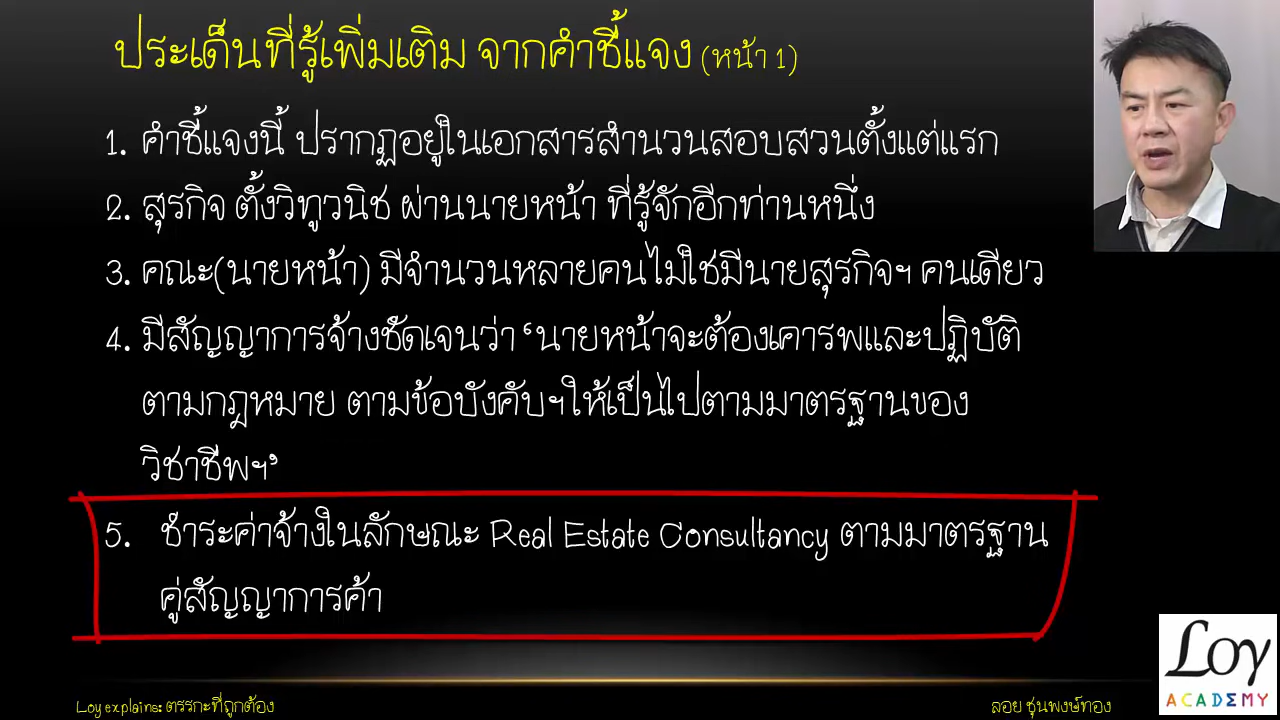 ประเด็นที่รู้เพิ่มเติม จากคำชี้แจง (หน้า 1)
1. คำชี้แจงนี้ ปรากฏอยู่ในเอกสารสำนวนสอบสวนตั้งแต่แรก
2. สุรกิจ ตั้งวิทูวนิช ผ่านนายหน้า ที่รู้จักอีกท่านหนึ่ง
3. คณะ(นายหน้า) มีจำนวนหลายคนไม่ใช่มีนายสุรกิจฯ คนเดียว
4. มีสัญญาการจ้างชัดเจนว่า ‘นายหน้าจะต้องเคารพและปฏิบัติ
ตามกฎหมาย ตามข้อบังคับฯให้เป็นไปตามมาตรฐานของ
วิชาชีพฯ’
5. ชำระค่าจ้างในลักษณะ Real Estate Consultancy ตามมาตรฐาน
คู่สัญญาการค้า
Loy explains: ตรรกะที่ถูกต้อง
ลอย ชุนพงษ์ทอง
Loy
ACADEMY